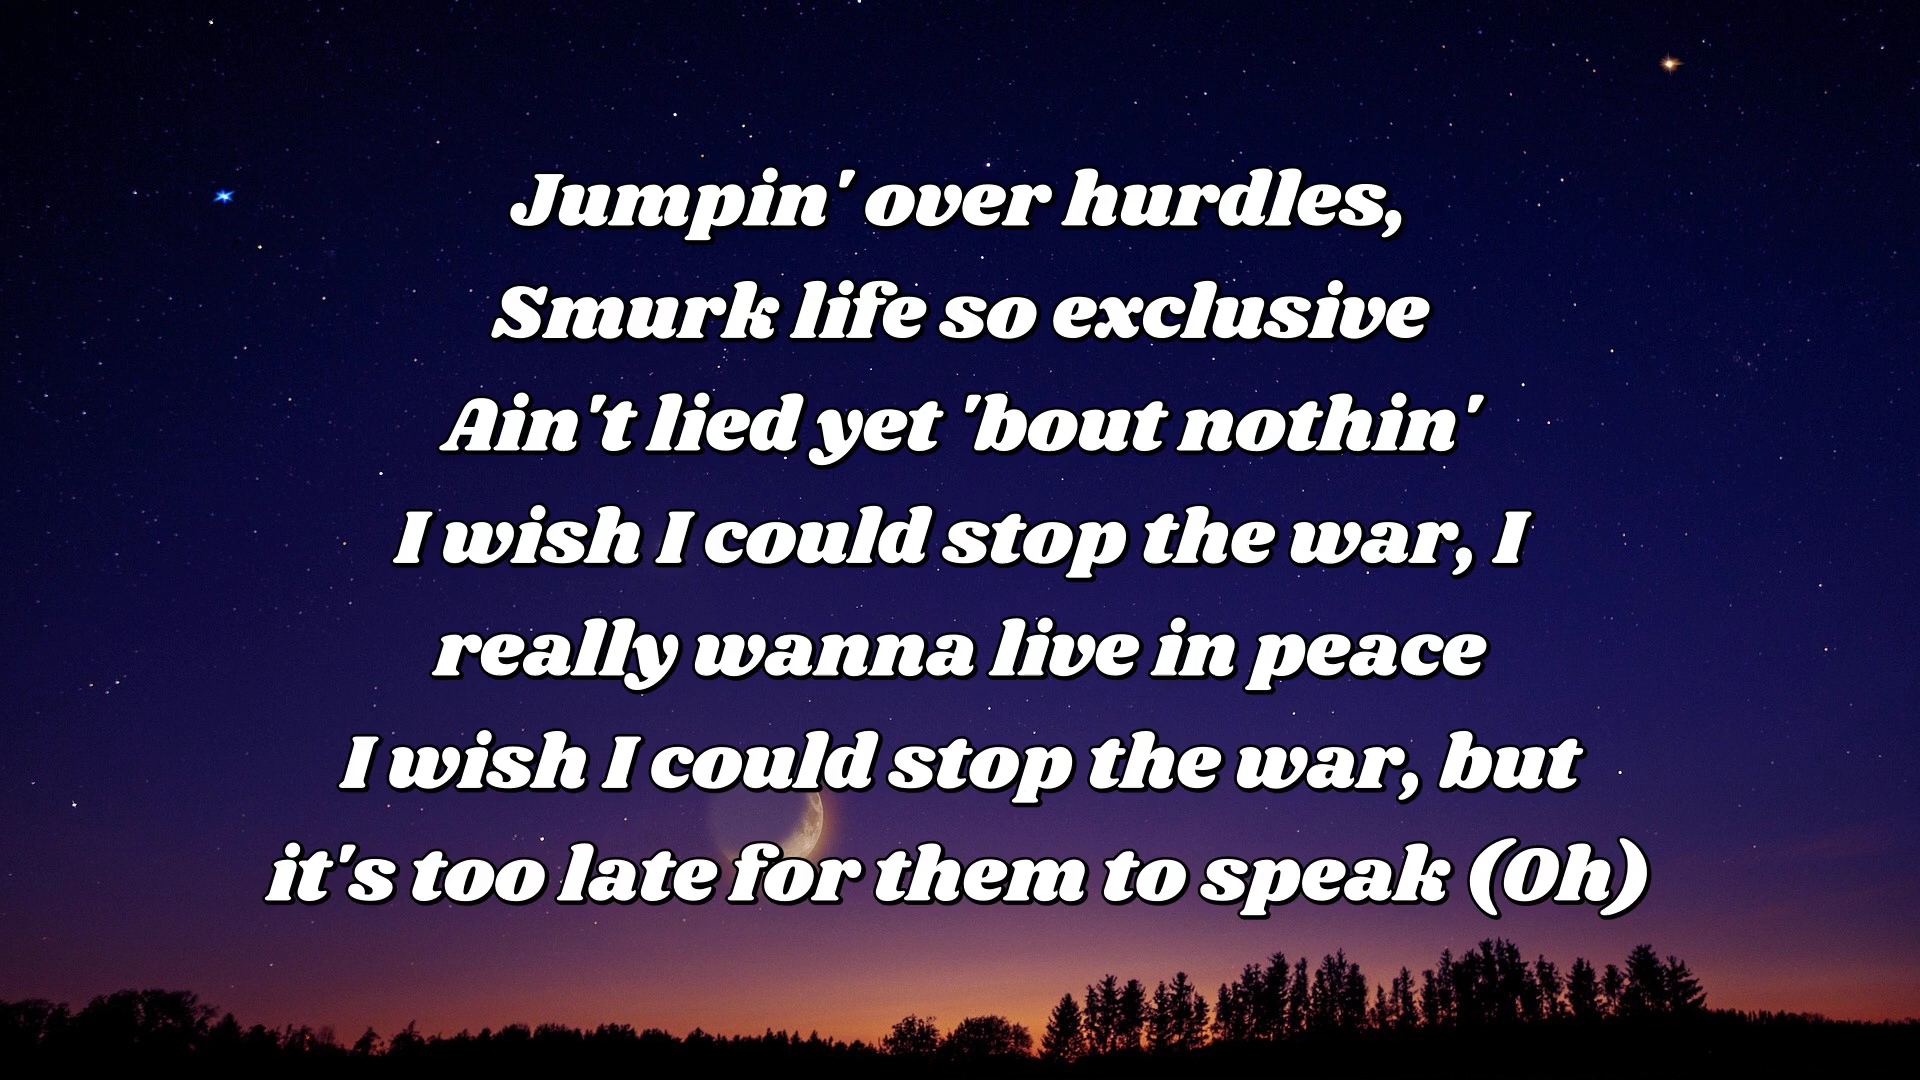 Jumpin' over hurdles,
Smurk life so exclusive
Ain't lied yet 'bout nothin'
I wish I could stop the war, I
really wanna live in peace
I wish I could stop the war, but
it's too late for them to speak (Oh)